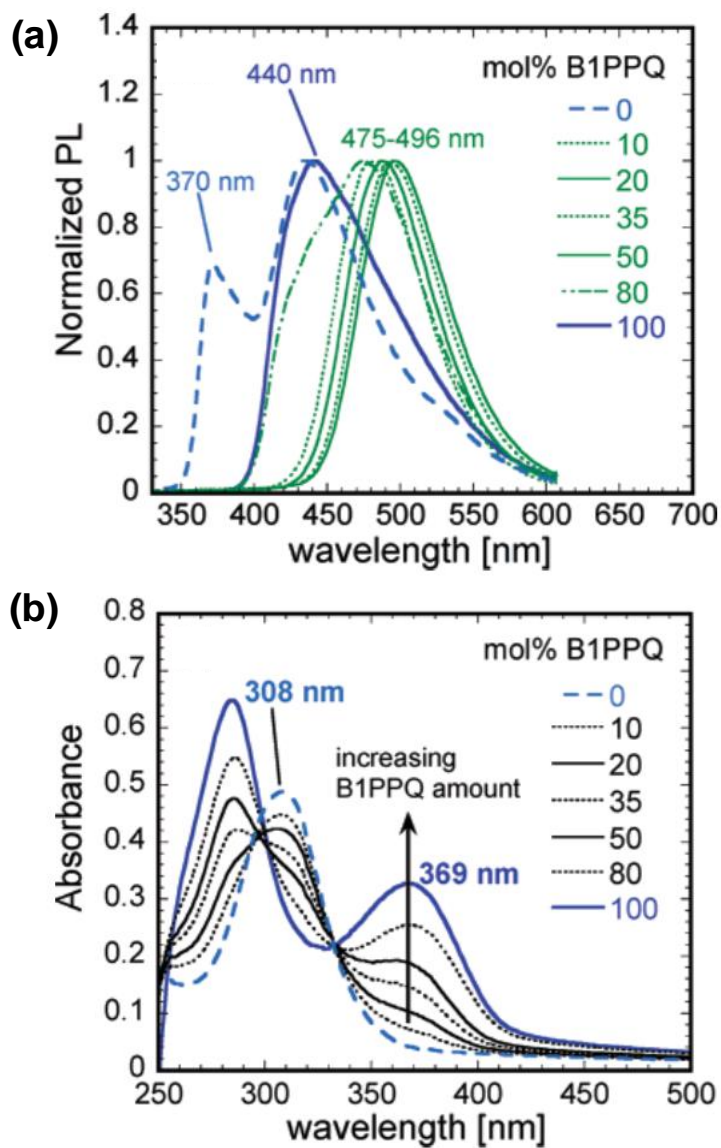 (a)
1.4
1.2
1
0.8
0.6
0.4
0.2
0
Normalized PL
440 nm
370 nm
475-496 nm
mol% B1PPQ
0
10
20
35
50
80
100
350 400 450 500 550 600 650 700
wavelength [nm]
(b)
0.8
0.7
0.6
0.5
0.4
0.3
0.2
0.1
0
Absorbance
308 nm
increasing
B1PPQ amount
369 nm
mol% B1PPQ
0
10
20
35
50
80
100
250 300 350 400 450 500
wavelength [nm]